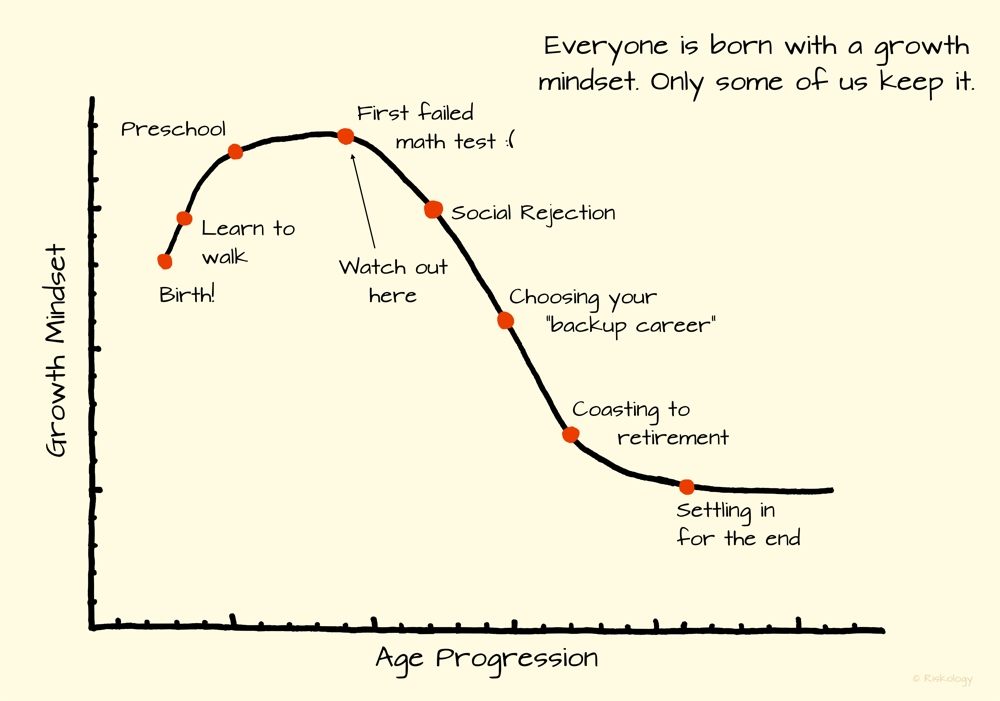 Everyone is born with a growth
mindset. Only some of us keep it.
First failed
math test :(
Preschool
Social Rejection
Learn to
walk
Watch out
here
Birth!
Choosing your
"backup career"
Coasting to
retirement
Settling in
for the end
Growth Mindset
Age Progression
© Riskology